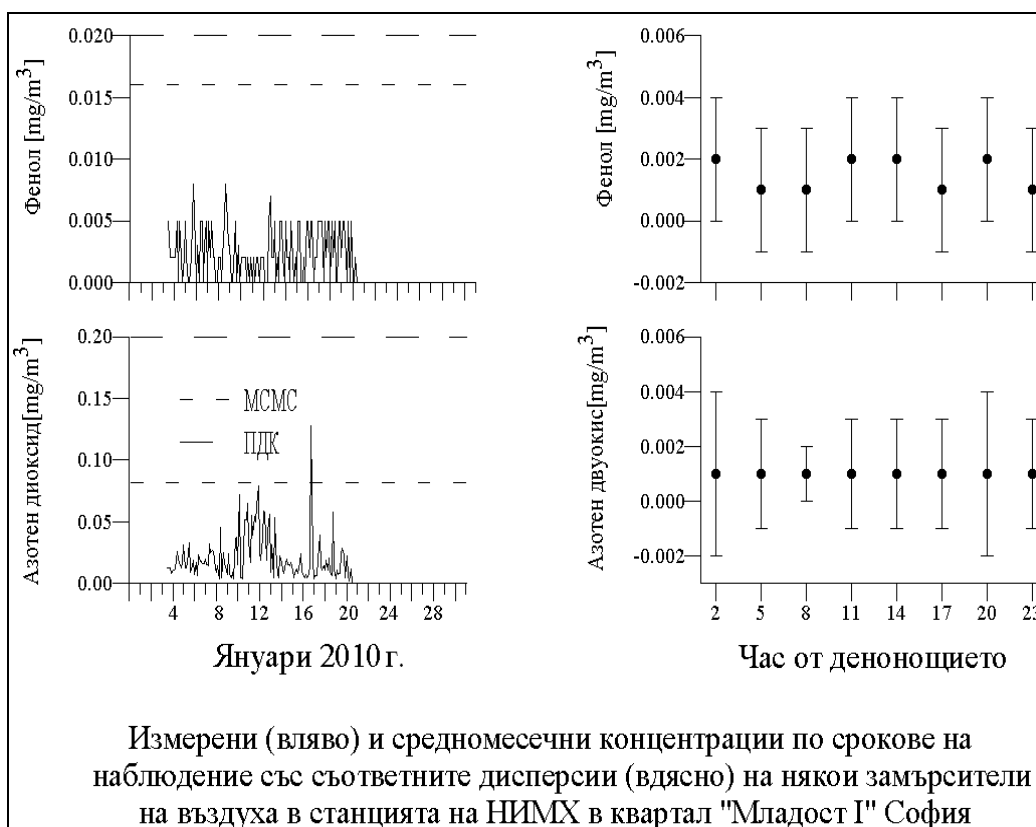 0.020
0.015
0.010
0.005
0.000
Фенол [mg/m3]
0.006
0.004
0.002
0.000
-0.002
Фенол [mg/m3]
0.20
0.15
0.10
0.05
0.00
Азотен диоксид[mg/m3]
МСМС
ПДК
4 8 12 16 20 24 28
Януари 2010 г.
0.006
0.004
0.002
0.000
-0.002
Азотен двуокис[mg/m3]
2 5 8 11 14 17 20 23
Час от денонощието
Измерени (вляво) и средномесечни концентрации по срокове на
наблюдение със съответните дисперсии (вдясно) на някои замърсители
на въздуха в станцията на НИМХ в квартал "Младост I" София